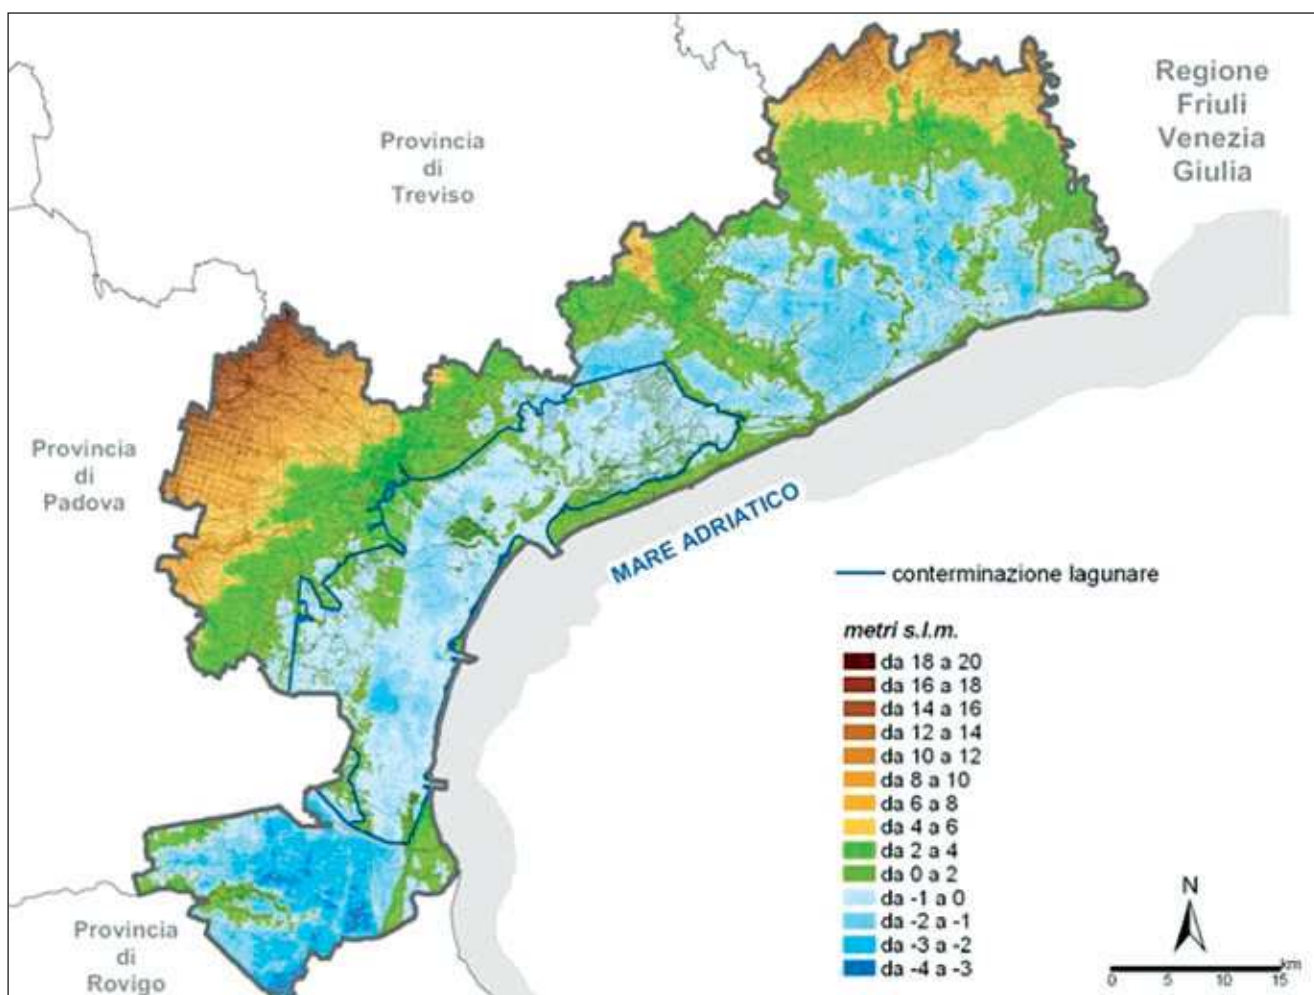 Regione
Friuli
Venezia
Giulia
Provincia
di
Treviso
Provincia
di
Padova
MARE ADRIATICO
conterminazione lagunare
metri s.l.m.
da 18 a 20
da 16 a 18
da 14 a 16
da 12 a 14
da 10 a 12
da 8 a 10
da 6 a 8
da 4 a 6
da 2 a 4
da 0 a 2
da -1 a 0
da -2 a -1
da -3 a -2
da -4 a -3
Provincia
di
Rovigo
N
km
0 5 10 15